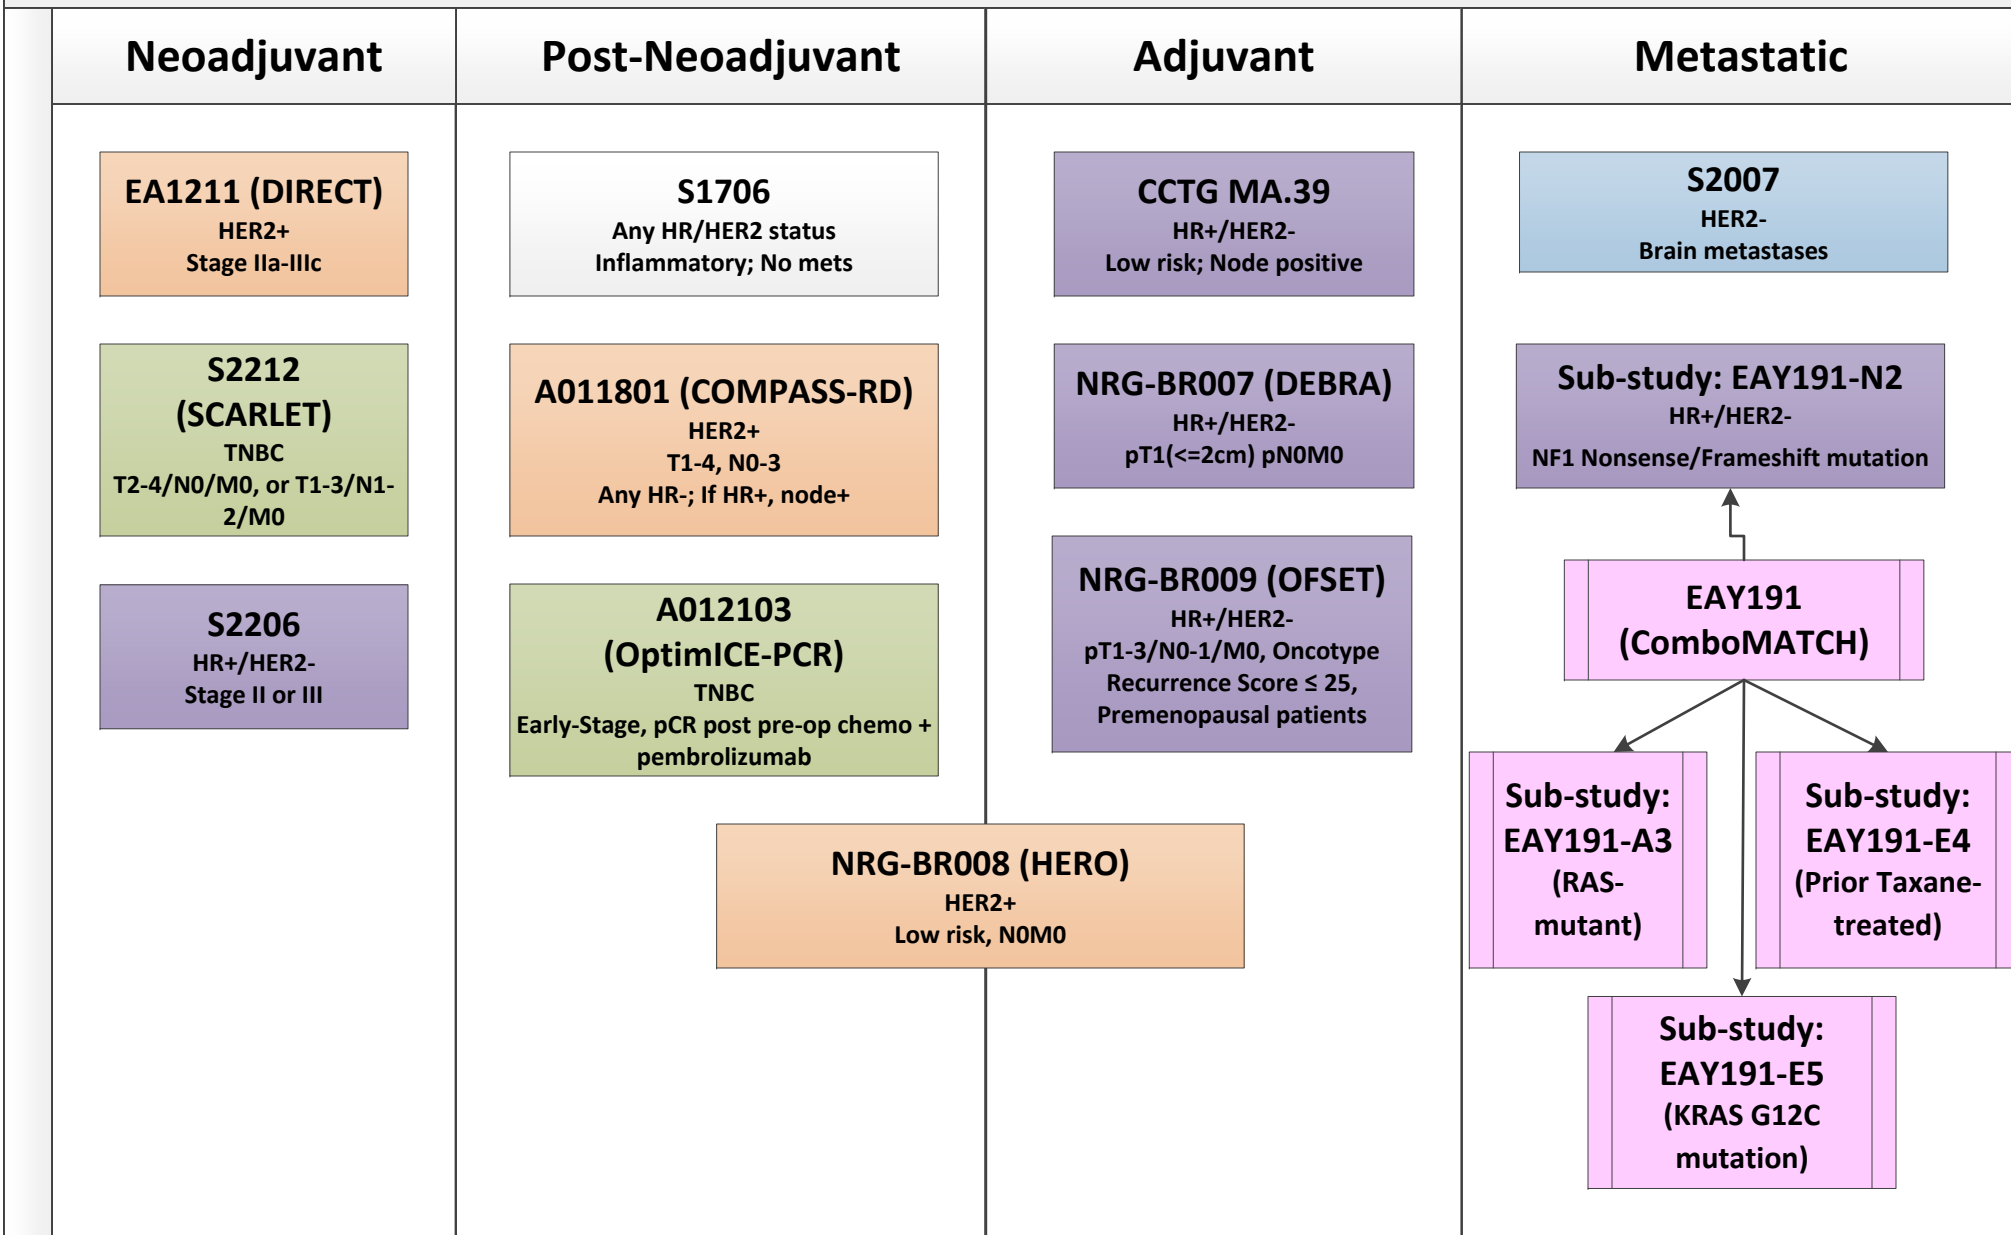 Neoadjuvant
Post-Neoadjuvant
Adjuvant
Metastatic
EA1211 (DIRECT)
HER2+
Stage IIa-IIIc
S2212
(SCARLET)
TNBC
T2-4/N0/M0, or T1-3/N1-
2/M0
S2206
HR+/HER2-
Stage II or III
S1706
Any HR/HER2 status
Inflammatory; No mets
A011801 (COMPASS-RD)
HER2+
T1-4, N0-3
Any HR-; If HR+, node+
A012103
(OptimICE-PCR)
TNBC
Early-Stage, pCR post pre-op chemo +
pembrolizumab
NRG-BR008 (HERO)
HER2+
Low risk, N0M0
CCTG MA.39
HR+/HER2-
Low risk; Node positive
NRG-BR007 (DEBRA)
HR+/HER2-
pT1(<=2cm) pN0M0
NRG-BR009 (OFSET)
HR+/HER2-
pT1-3/N0-1/M0, Oncotype
Recurrence Score ≤ 25,
Premenopausal patients
S2007
HER2-
Brain metastases
Sub-study: EAY191-N2
HR+/HER2-
NF1 Nonsense/Frameshift mutation
EAY191
(ComboMATCH)
Sub-study:
EAY191-A3
(RAS-
mutant)
Sub-study:
EAY191-E4
(Prior Taxane-
treated)
Sub-study:
EAY191-E5
(KRAS G12C
mutation)